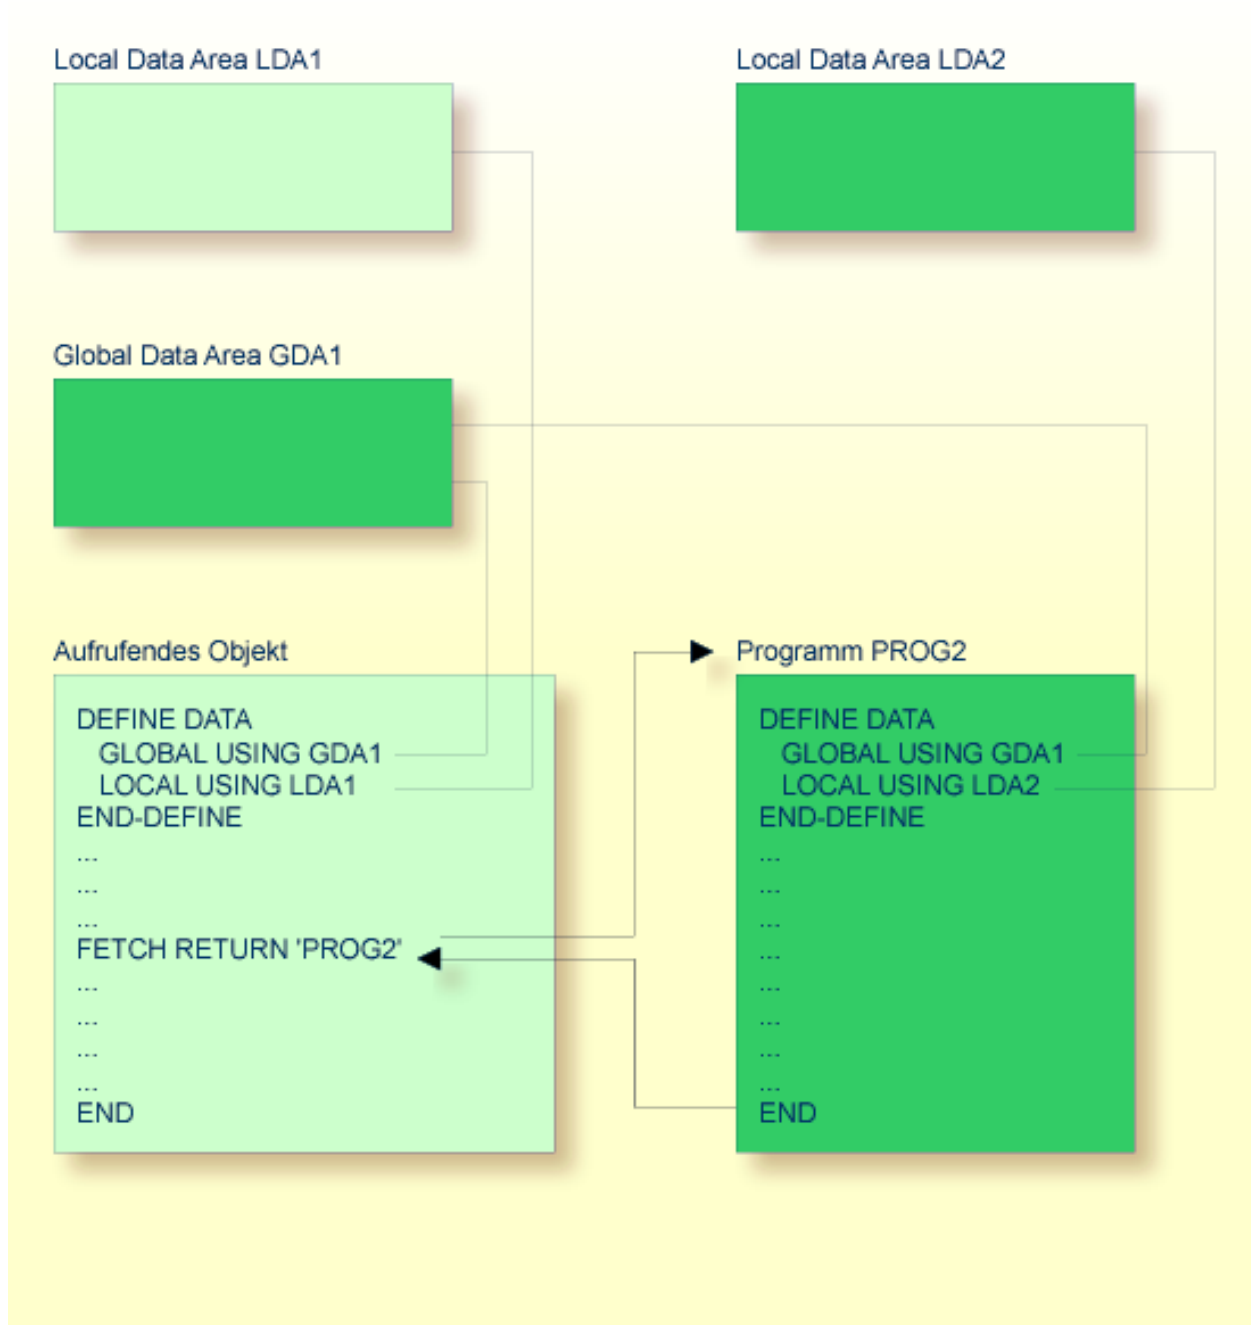 Local Data Area LDA1
Local Data Area LDA2
Global Data Area GDA1
Aufrufendes Objekt
DEFINE DATA
GLOBAL USING GDA1
LOCAL USING LDA1
END-DEFINE
...
...
...
FETCH RETURN 'PROG2'
...
...
...
...
END
Programm PROG2
DEFINE DATA
GLOBAL USING GDA1
LOCAL USING LDA2
END-DEFINE
...
...
...
...
...
...
...
...
END